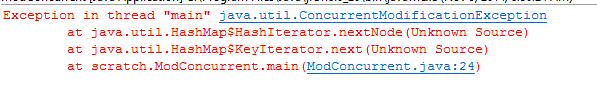 Exception in thread "main" java.util.ConcurrentModificationException
at java.util.HashMap$HashIterator.nextNode(Unknown Source)
at java.util.HashMap$KeyIterator.next(Unknown Source)
at scratch.ModConcurrent.main(ModConcurrent.java:24)